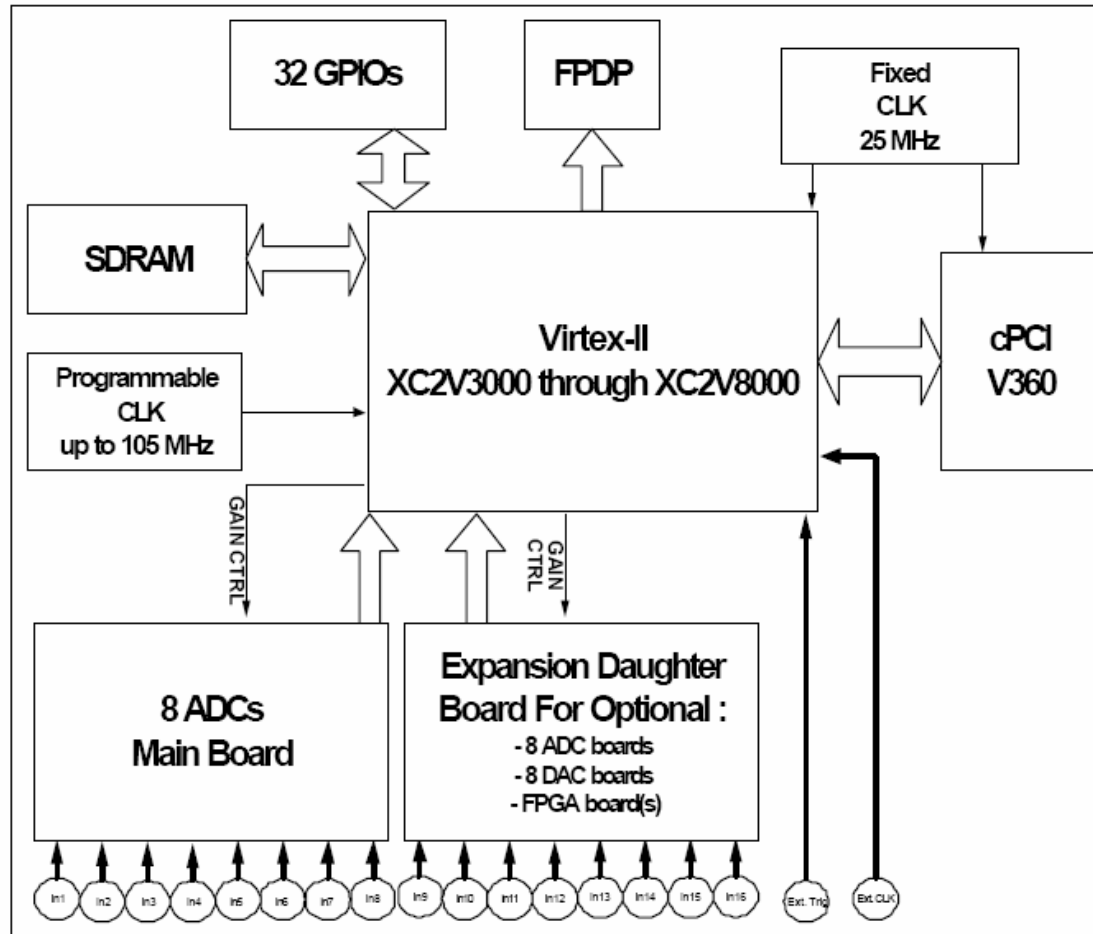 32 GPIOs
FPDP
Fixed
CLK
25 MHz
SDRAM
Virtex-II
XC2V3000 through XC2V8000
cPCI
V360
Programmable
CLK
up to 105 MHz
GAIN CTRL
GAIN
CTRL
8 ADCs
Main Board
Expansion Daughter
Board For Optional :
- 8 ADC boards
- 8 DAC boards
- FPGA board(s)
In1
In2
In3
In4
In5
In6
In7
In8
In9
In10
In11
In12
In13
In14
In15
In16
Ext. Trig
Ext. CLK